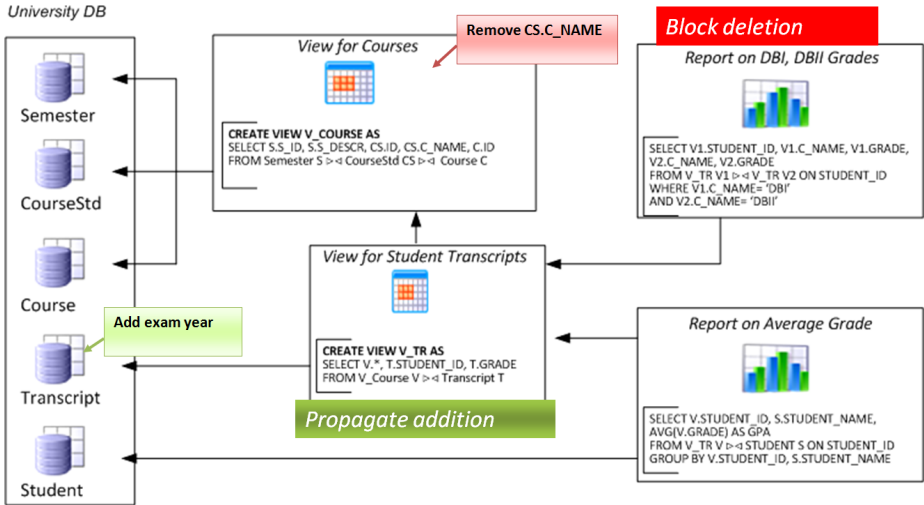 University DB
Semester
CourseStd
Course
Transcript
Student
Add exam year
View for Courses
Remove CS.C_NAME
CREATE VIEW V_COURSE AS
SELECT S.S_ID, S.S_DESCR, CS.ID, CS.C_NAME, C.ID
FROM Semester S ⊳⊲ CourseStd CS ⊳⊲ Course C
View for Student Transcripts
CREATE VIEW V_TR AS
SELECT V.*, T.STUDENT_ID, T.GRADE
FROM V_Course V ⊳⊲ Transcript T
Propagate addition
Block deletion
Report on DBI, DBII Grades
SELECT V1.STUDENT_ID, V1.C_NAME, V1.GRADE,
V2.C_NAME, V2.GRADE
FROM V_TR V1 ⊳⊲ V_TR V2 ON STUDENT_ID
WHERE V1.C_NAME= ‘DBI’
AND V2.C_NAME= ‘DBII’
Report on Average Grade
SELECT V.STUDENT_ID, S.STUDENT_NAME,
AVG(V.GRADE) AS GPA
FROM V_TR V ⊳⊲ STUDENT S ON STUDENT_ID
GROUP BY V.STUDENT_ID, S.STUDENT_NAME